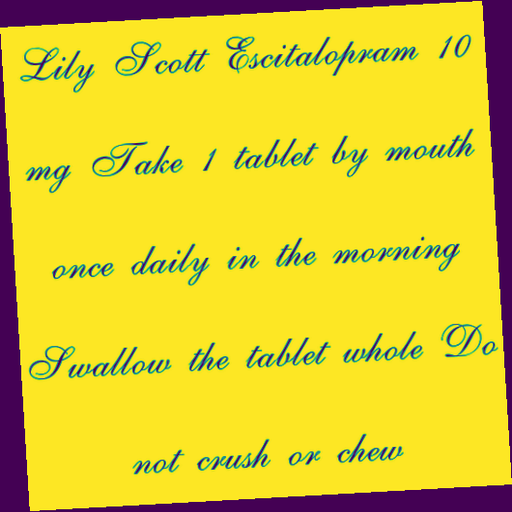 Lily Scott Escitalopram 10
mg Take 1 tablet by mouth
once daily in the morning
Swallow the tablet whole Do
not crush or chew